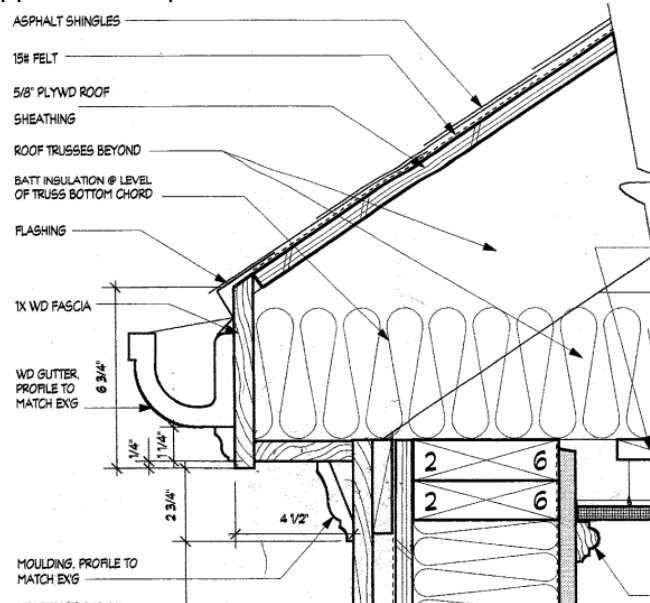 ASPHALT SHINGLES
15# FELT
5/8" PLYWD ROOF
SHEATHING
ROOF TRUSSES BEYOND
BATT INSULATION @ LEVEL
OF TRUSS BOTTOM CHORD
FLASHING
1X WD FASCIA
WD GUTTER,
PROFILE TO
MATCH EX'G
6 3/4"
1/4"
1 1/4"
2 3/4"
4 1/2"
2 6
2 6
MOULDING, PROFILE TO
MATCH EX'G